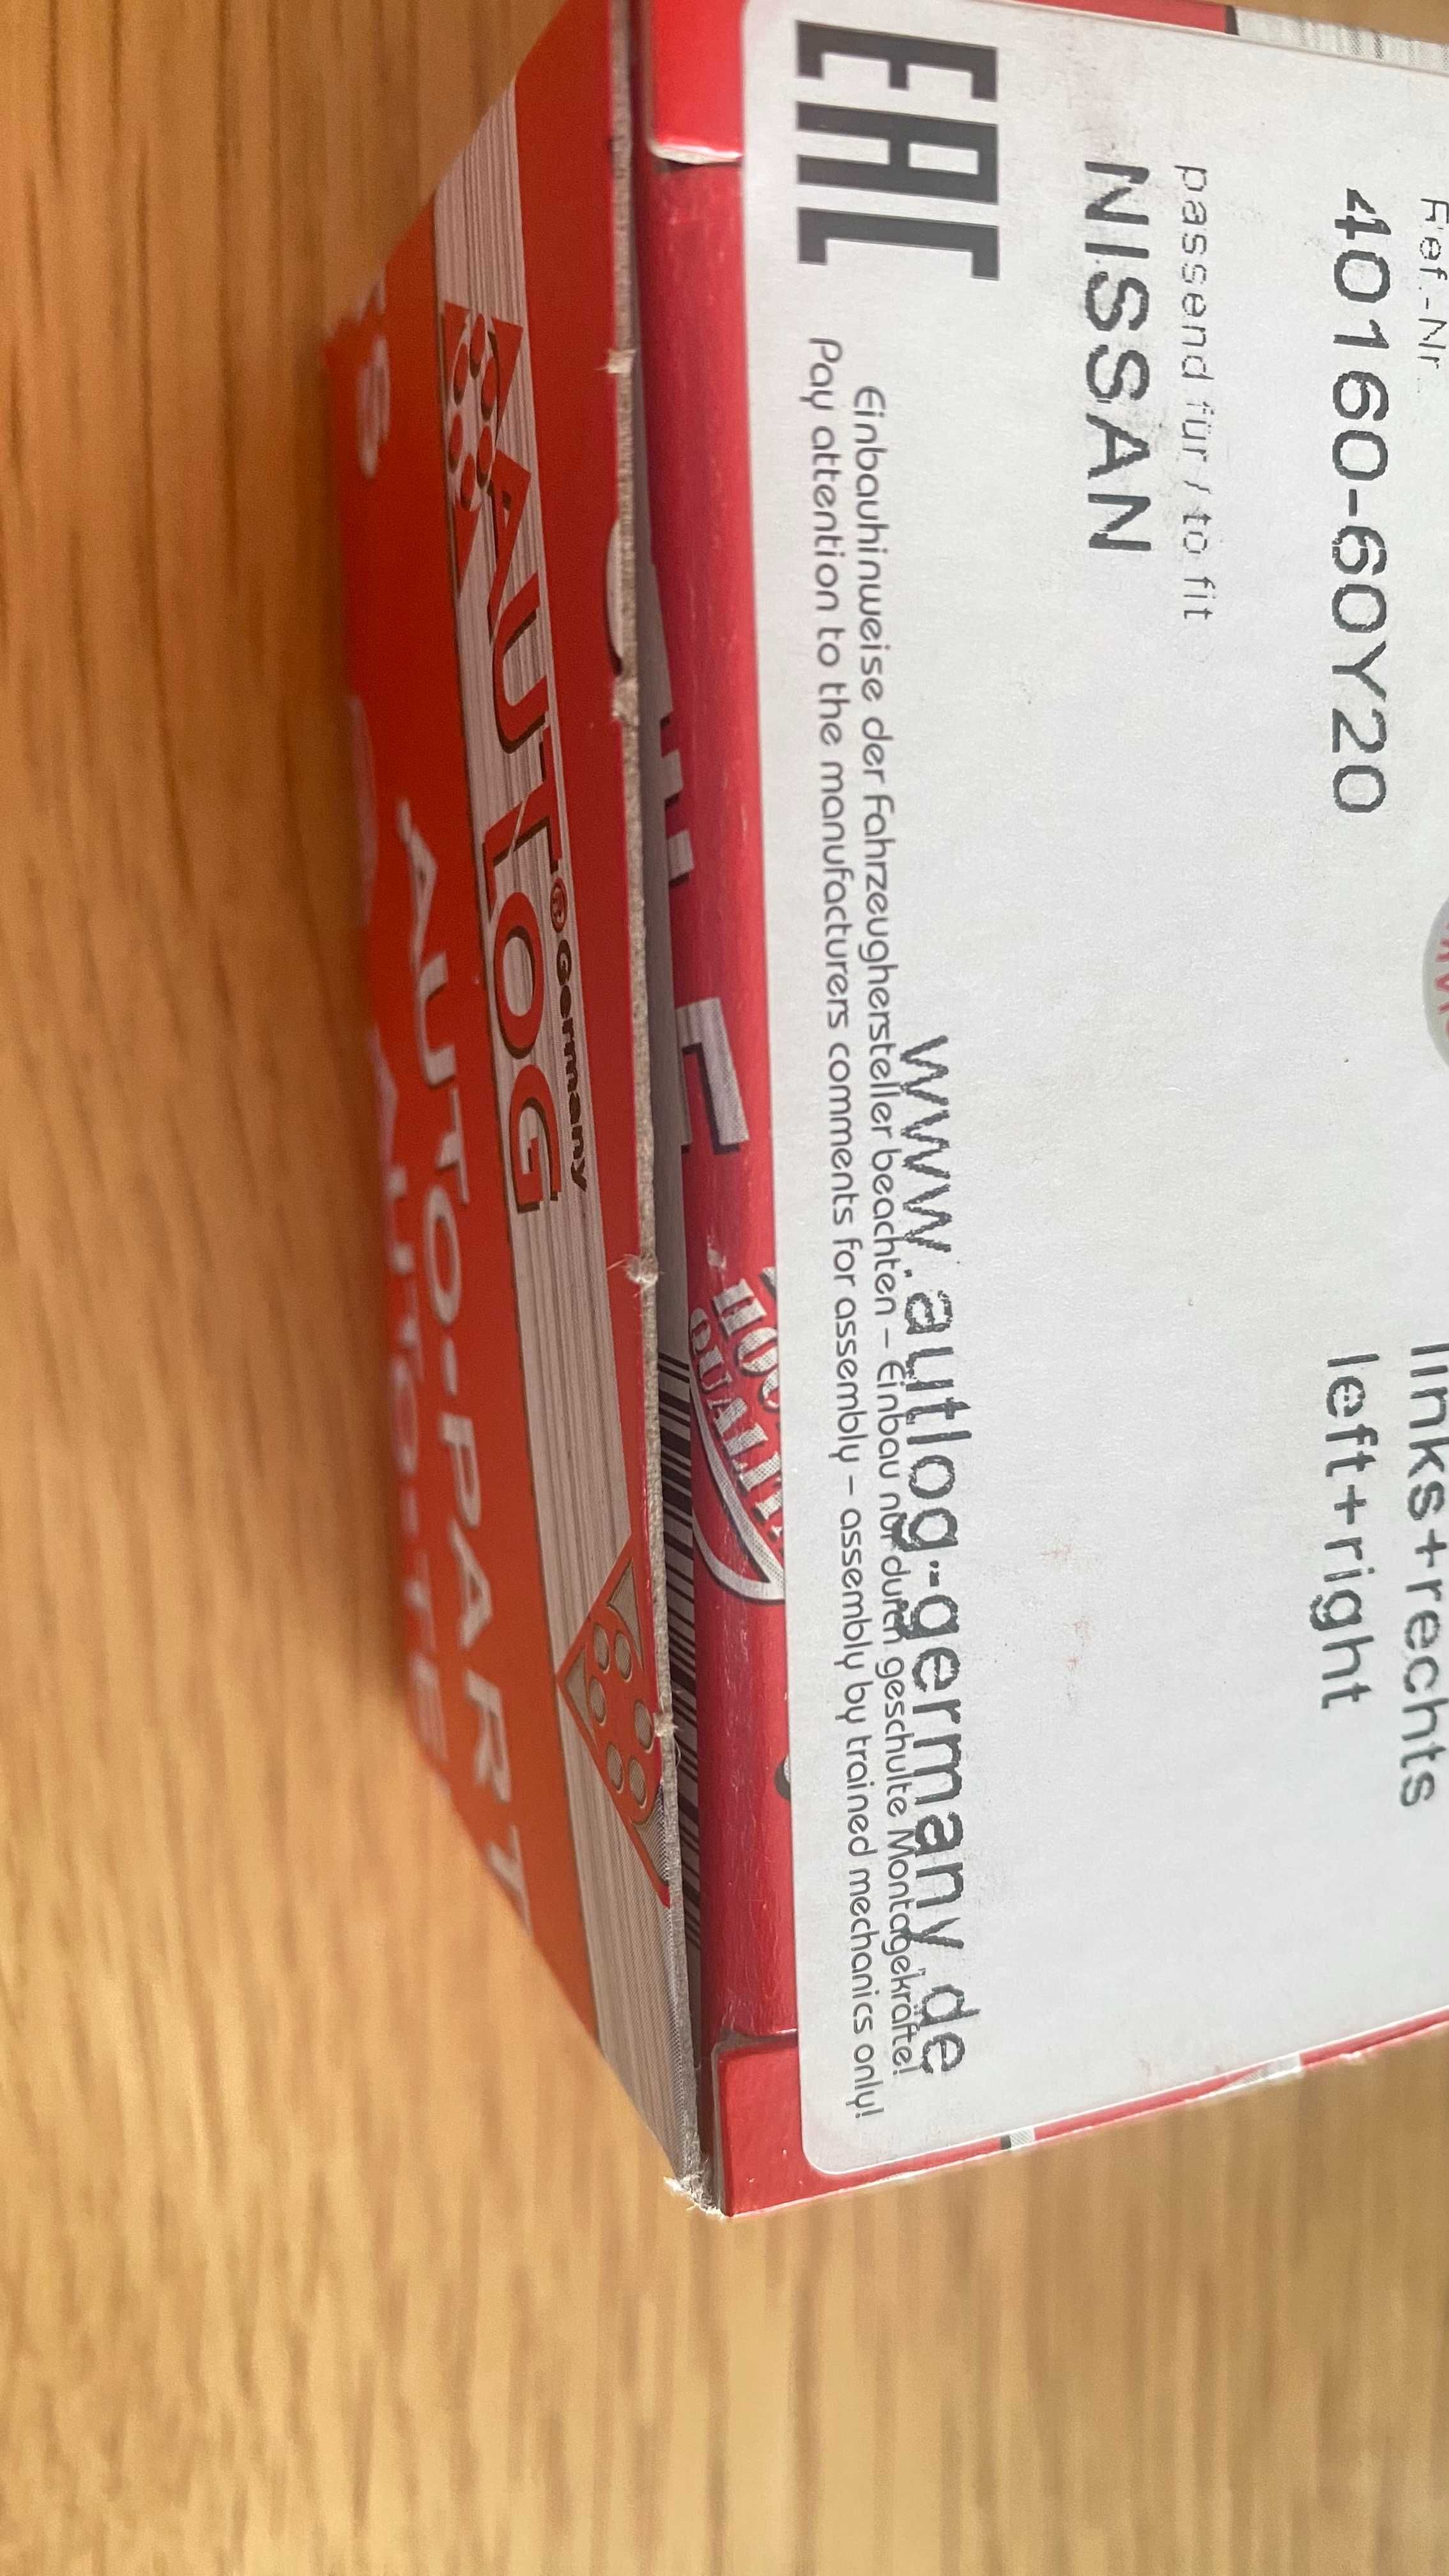 Ref.-Nr.
40160-60Y20
links+rechts
left+right
passend für / to fit
NISSAN
EAC
www.autlog-germany.de
Einbauhinweise der Fahrzeughersteller beachten - Einbau nur durch geschulte Montagekräfte!
Pay attention to the manufacturers comments for assembly - assembly by trained mechanics only!
QUALIT
AUTLOG
® Germany
AUTO-PART